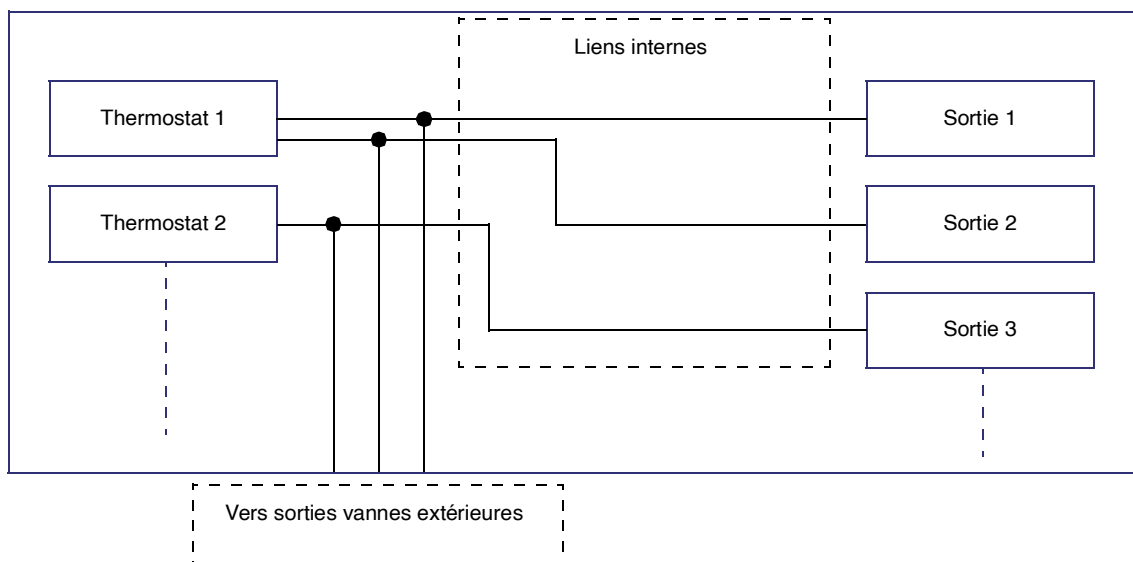 Liens internes
Thermostat 1
Sortie 1
Thermostat 2
Sortie 2
Sortie 3
Vers sorties vannes extérieures